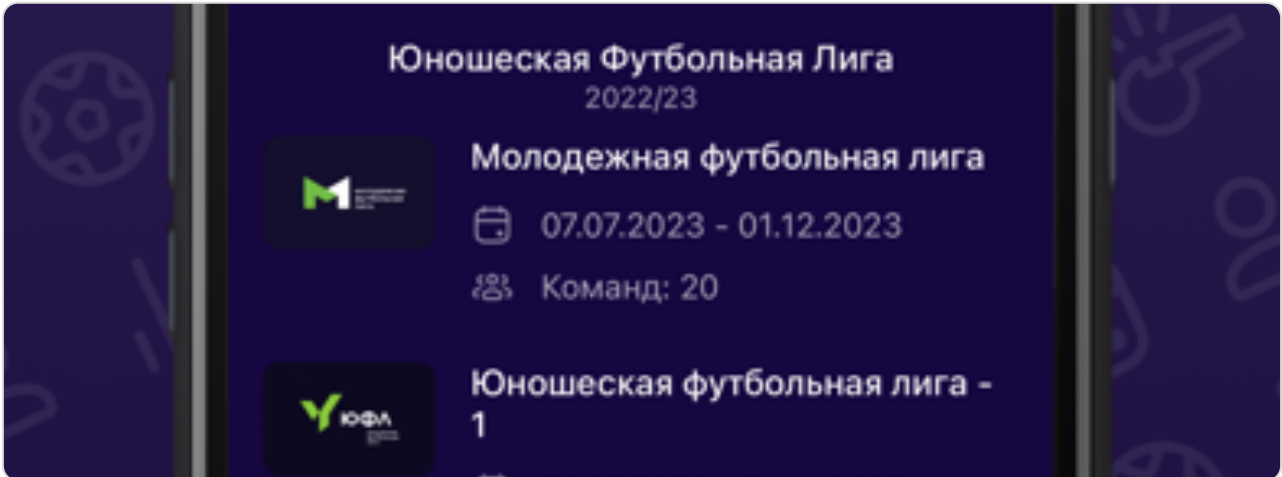 Юношеская Футбольная Лига
2022/23
Молодежная футбольная лига
07.07.2023 - 01.12.2023
Команд: 20
Юношеская футбольная лига -
1
ЮФЛ